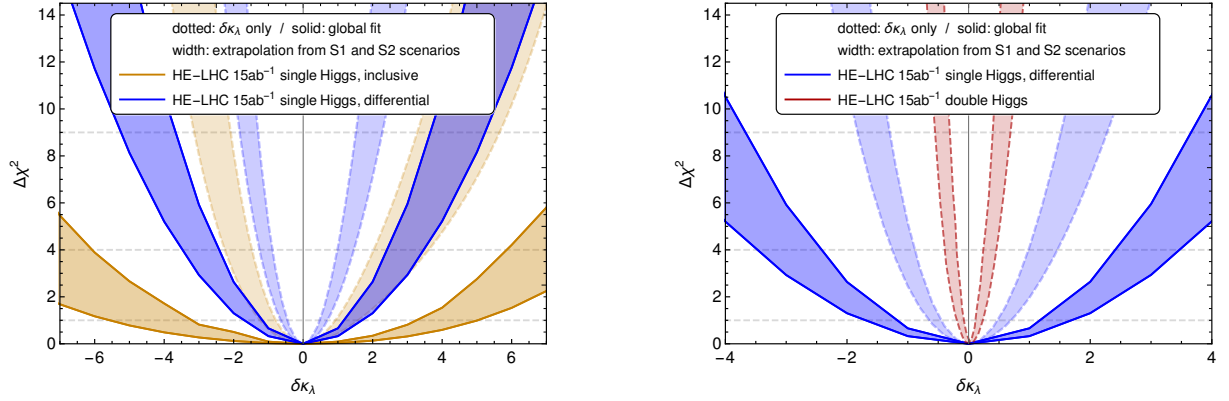 dotted: δκλ only / solid: global fit
width: extrapolation from S1 and S2 scenarios
HE−LHC 15ab⁻¹ single Higgs, inclusive
HE−LHC 15ab⁻¹ single Higgs, differential
14
12
10
8
6
4
2
0
Δχ²
−6 −4 −2 0 2 4 6
δκλ
dotted: δκλ only / solid: global fit
width: extrapolation from S1 and S2 scenarios
HE−LHC 15ab⁻¹ single Higgs, differential
HE−LHC 15ab⁻¹ double Higgs
14
12
10
8
6
4
2
0
Δχ²
−4 −2 0 2 4
δκλ